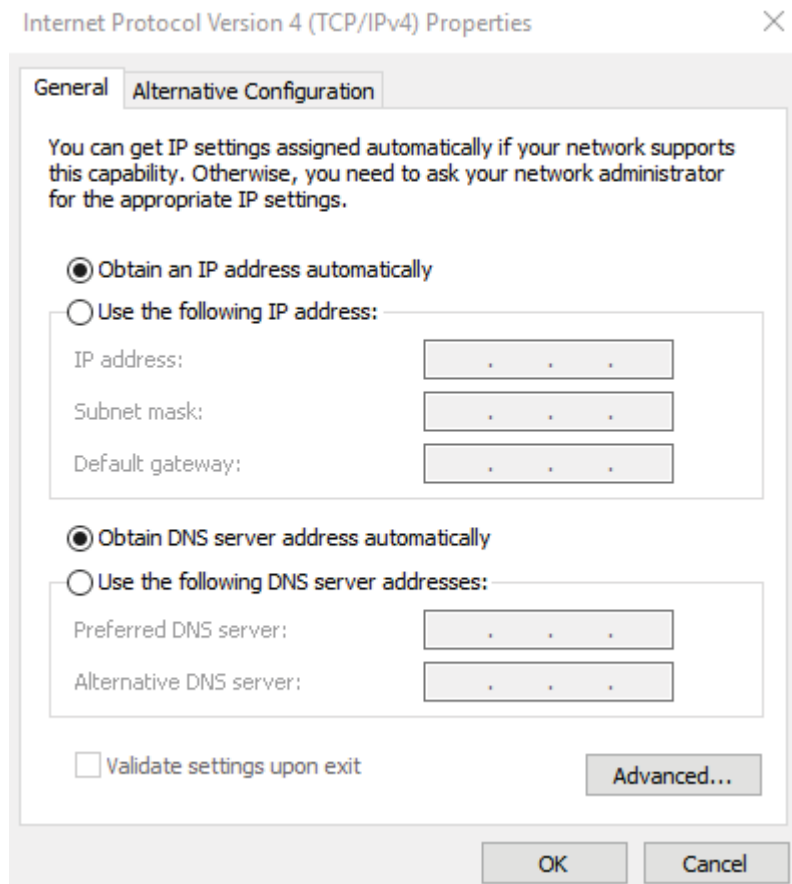 Internet Protocol Version 4 (TCP/IPv4) Properties
General
Alternative Configuration
You can get IP settings assigned automatically if your network supports
this capability. Otherwise, you need to ask your network administrator
for the appropriate IP settings.
Obtain an IP address automatically
Use the following IP address:
IP address:
. . .
Subnet mask:
. . .
Default gateway:
. . .
Obtain DNS server address automatically
Use the following DNS server addresses:
Preferred DNS server:
. . .
Alternative DNS server:
. . .
Validate settings upon exit
Advanced...
OK
Cancel